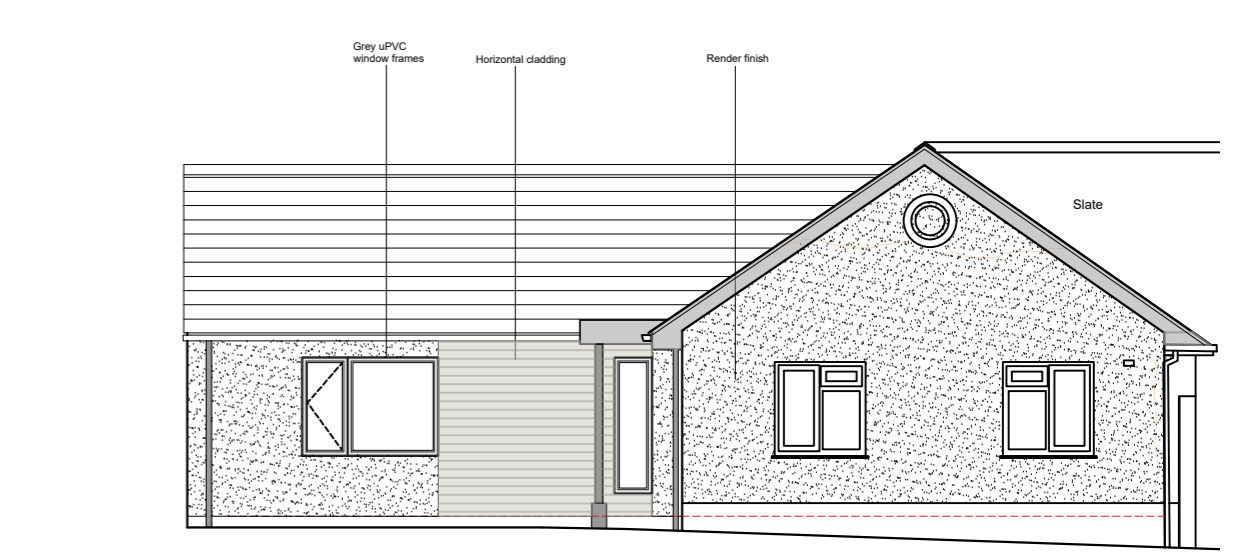 Grey uPVC
window frames
Horizontal cladding
Render finish
Slate